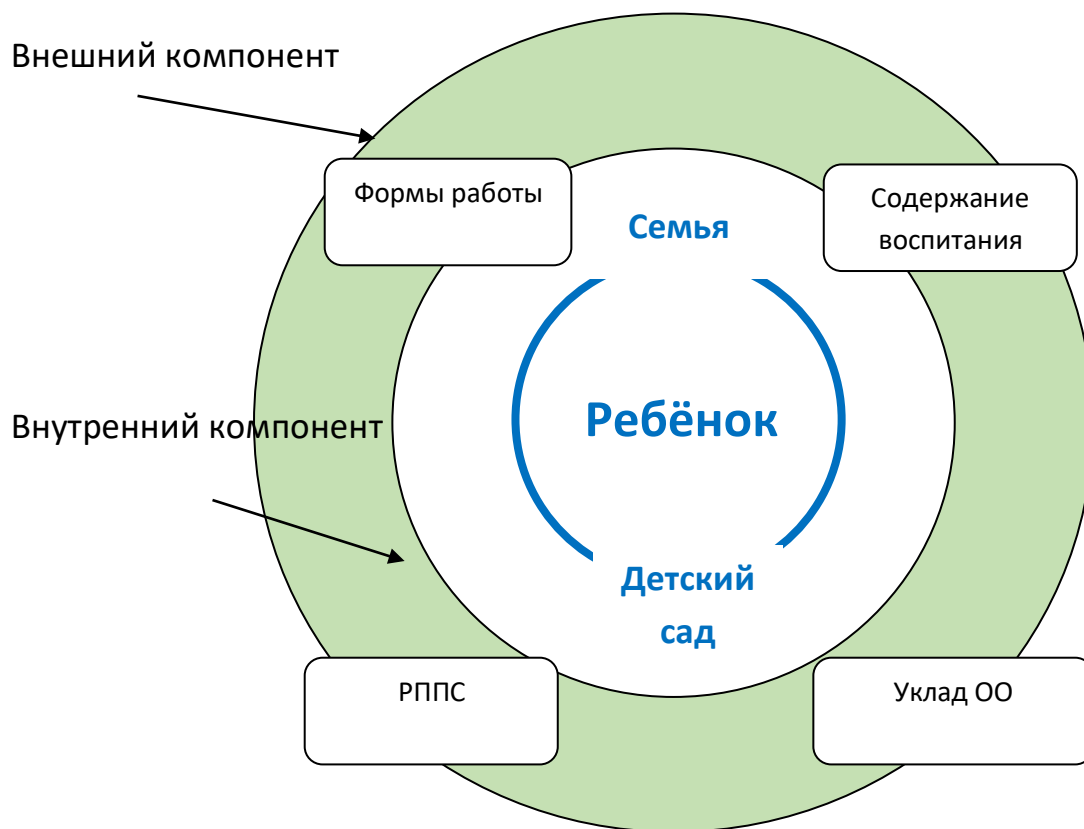 Внешний компонент
Формы работы
Содержание
воспитания
Семья
Ребёнок
Внутренний компонент
Детский
сад
РППС
Уклад ОО